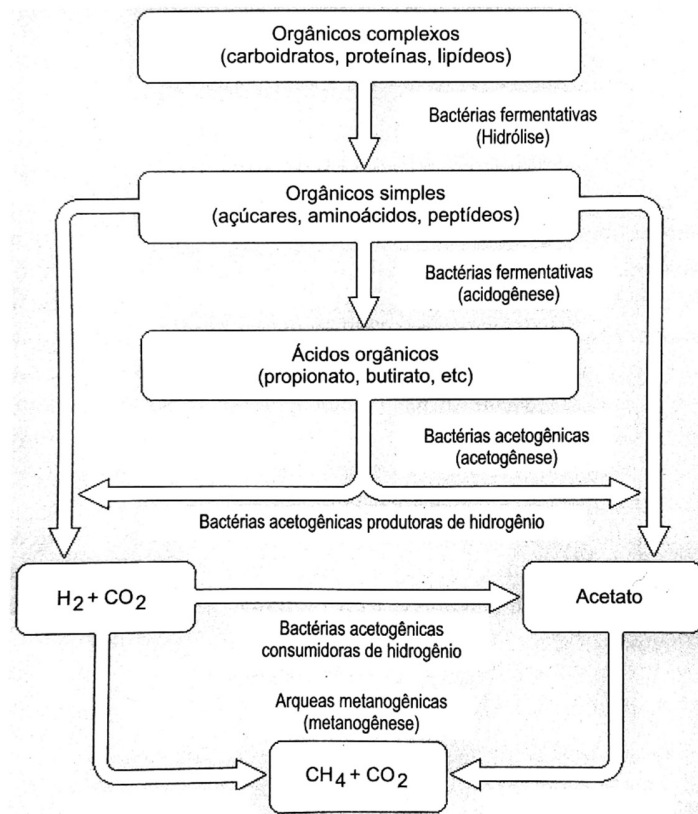 Orgânicos complexos
(carboidratos, proteínas, lipídeos)
Bactérias fermentativas
(Hidrólise)
Orgânicos simples
(açúcares, aminoácidos, peptídeos)
Bactérias fermentativas
(acidogênese)
Ácidos orgânicos
(propionato, butirato, etc)
Bactérias acetogênicas
(acetogênese)
Bactérias acetogênicas produtoras de hidrogênio
H₂ + CO₂
Acetato
Bactérias acetogênicas
consumidoras de hidrogênio
Arqueas metanogênicas
(metanogênese)
CH₄ + CO₂